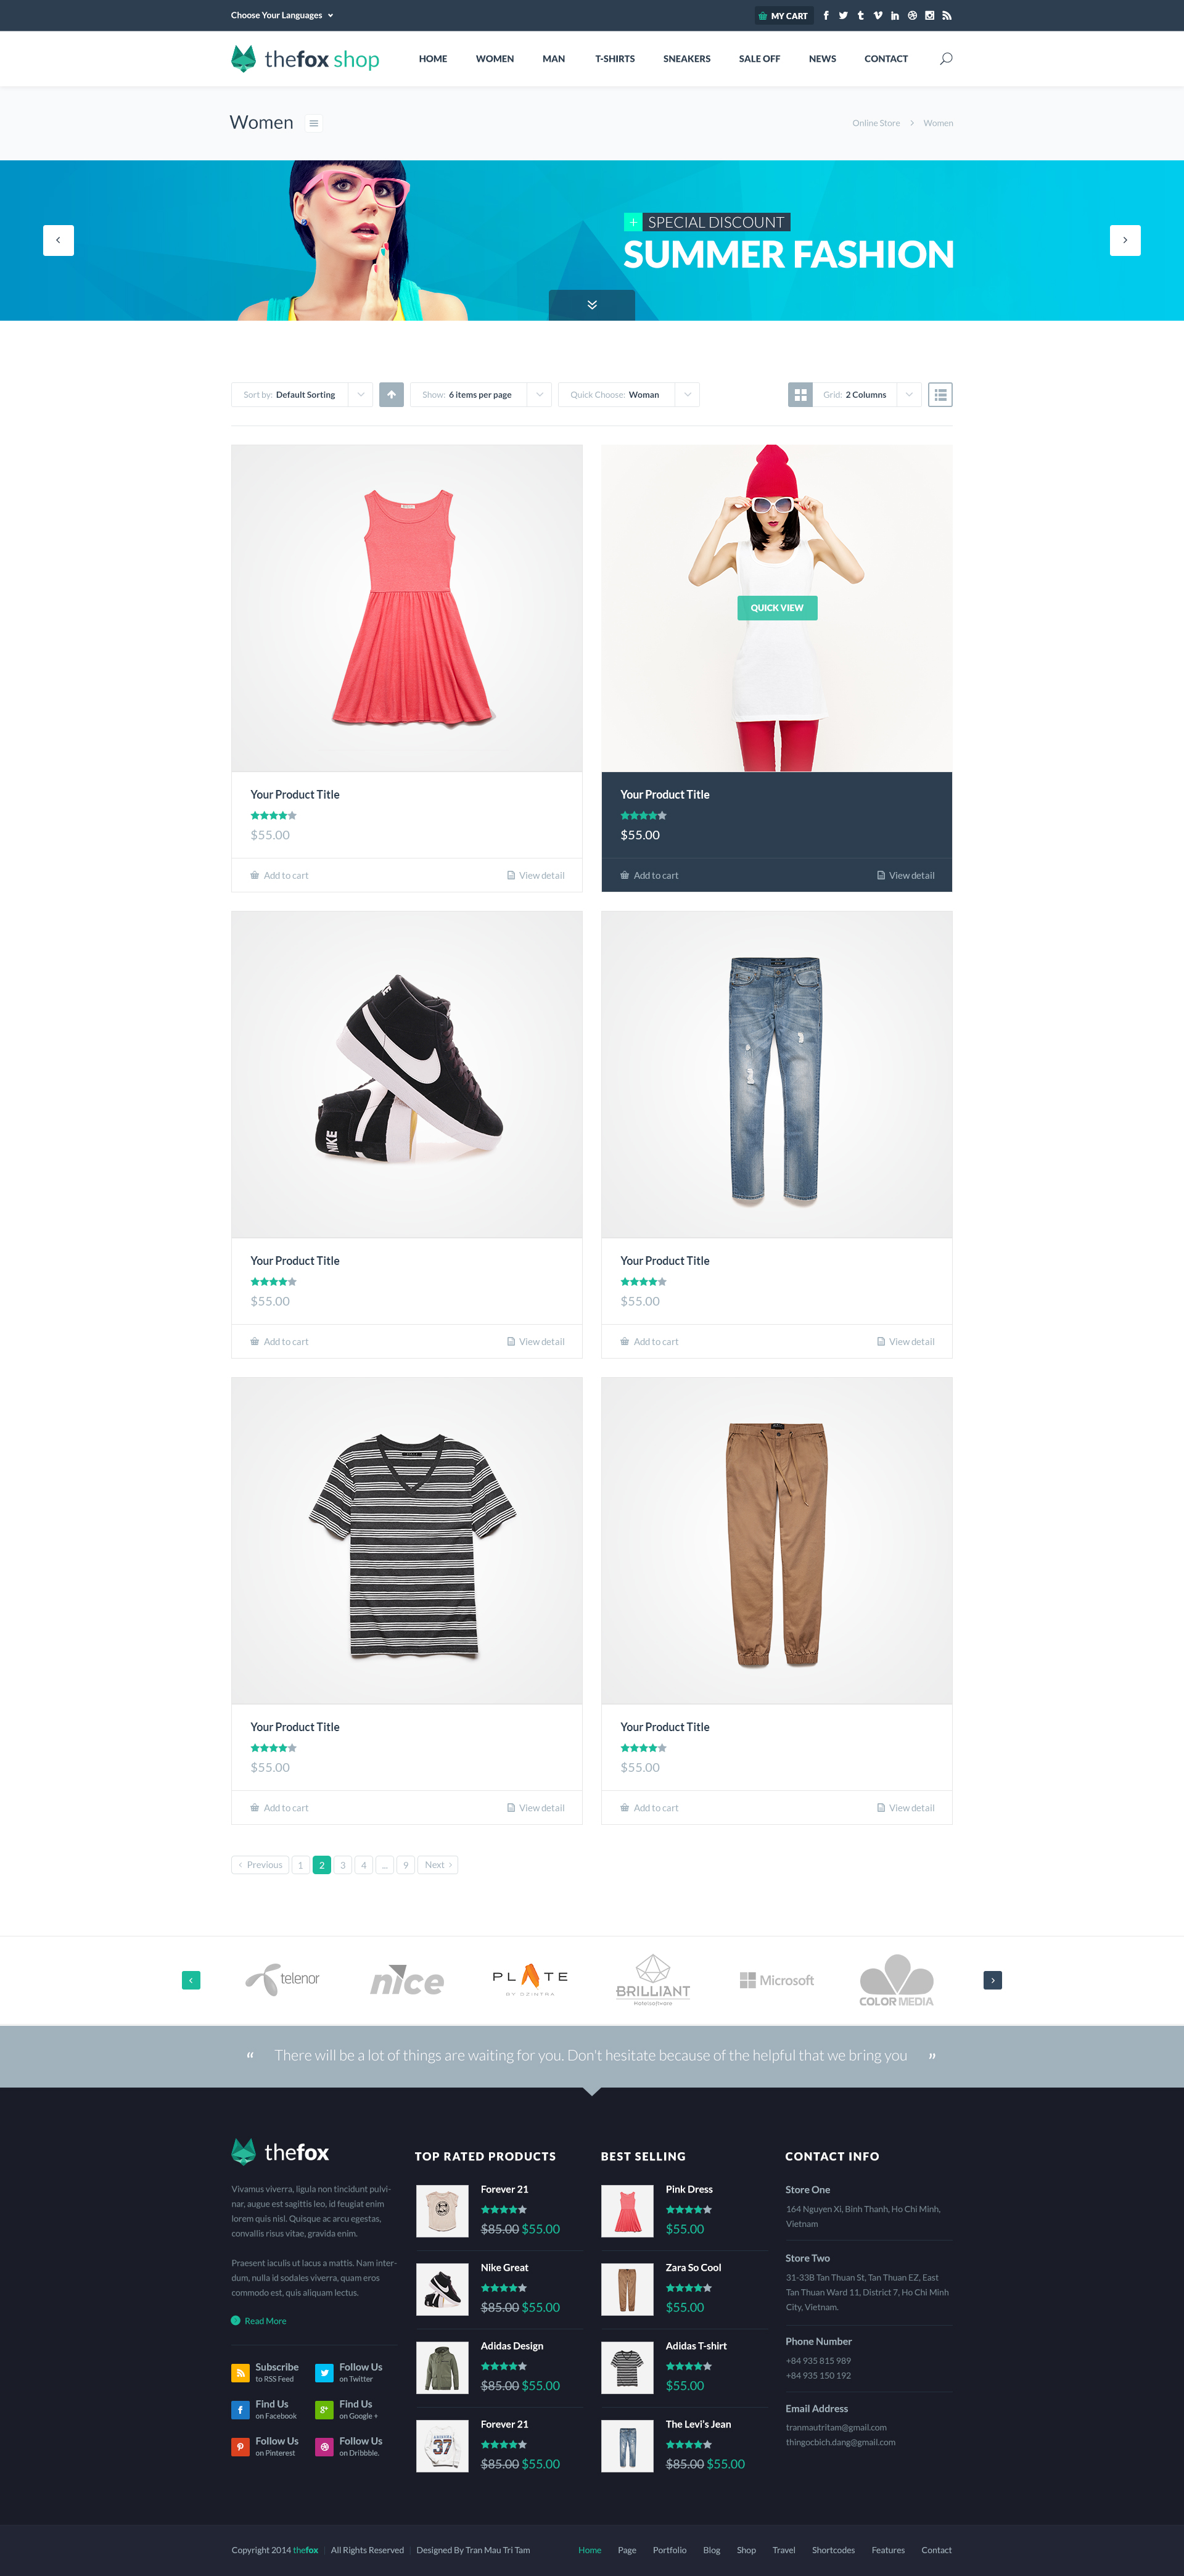 Choose Your Languages
MY CART
thefox shop
HOME WOMEN MAN T-SHIRTS SNEAKERS SALE OFF NEWS CONTACT
Women
Online Store > Women
+ SPECIAL DISCOUNT
SUMMER FASHION
Sort by: Default Sorting
Show: 6 items per page
Quick Choose: Woman
Grid: 2 Columns
QUICK VIEW
Your Product Title
$55.00
Add to cart View detail
Your Product Title
$55.00
Add to cart View detail
NIKE
Your Product Title
$55.00
Add to cart View detail
Your Product Title
$55.00
Add to cart View detail
Your Product Title
$55.00
Add to cart View detail
Your Product Title
$55.00
Add to cart View detail
< Previous 1 2 3 4 ... 9 Next >
telenor
nice
PLATE
BY DZINTRA
BRILLIANT
Microsoft
COLOR MEDIA
“ There will be a lot of things are waiting for you. Don't hesitate because of the helpful that we bring you ”
thefox
Vivamus viverra, ligula non tincidunt pulvi-
nar, augue est sagittis leo, id feugiat enim
lorem quis nisl. Quisque ac arcu egestas,
convallis risus vitae, gravida enim.
Praesent iaculis ut lacus a mattis. Nam inter-
dum, nulla id sodales viverra, quam eros
commodo est, quis aliquam lectus.
Read More
Subscribe
to RSS Feed
Follow Us
on Twitter
Find Us
on Facebook
Find Us
on Google +
Follow Us
on Pinterest
Follow Us
on Dribbble.
TOP RATED PRODUCTS
Forever 21
$85.00 $55.00
Nike Great
$85.00 $55.00
Adidas Design
$85.00 $55.00
37
Forever 21
$85.00 $55.00
BEST SELLING
Pink Dress
$55.00
Zara So Cool
$55.00
Adidas T-shirt
$55.00
The Levi's Jean
$85.00 $55.00
CONTACT INFO
Store One
164 Nguyen Xi, Binh Thanh, Ho Chi Minh,
Vietnam
Store Two
31-33B Tan Thuan St, Tan Thuan EZ, East
Tan Thuan Ward 11, District 7, Ho Chi Minh
City, Vietnam.
Phone Number
+84 935 815 989
+84 935 150 192
Email Address
tranmautritam@gmail.com
thingocbich.dang@gmail.com
Copyright 2014 thefox | All Rights Reserved | Designed By Tran Mau Tri Tam
Home Page Portfolio Blog Shop Travel Shortcodes Features Contact